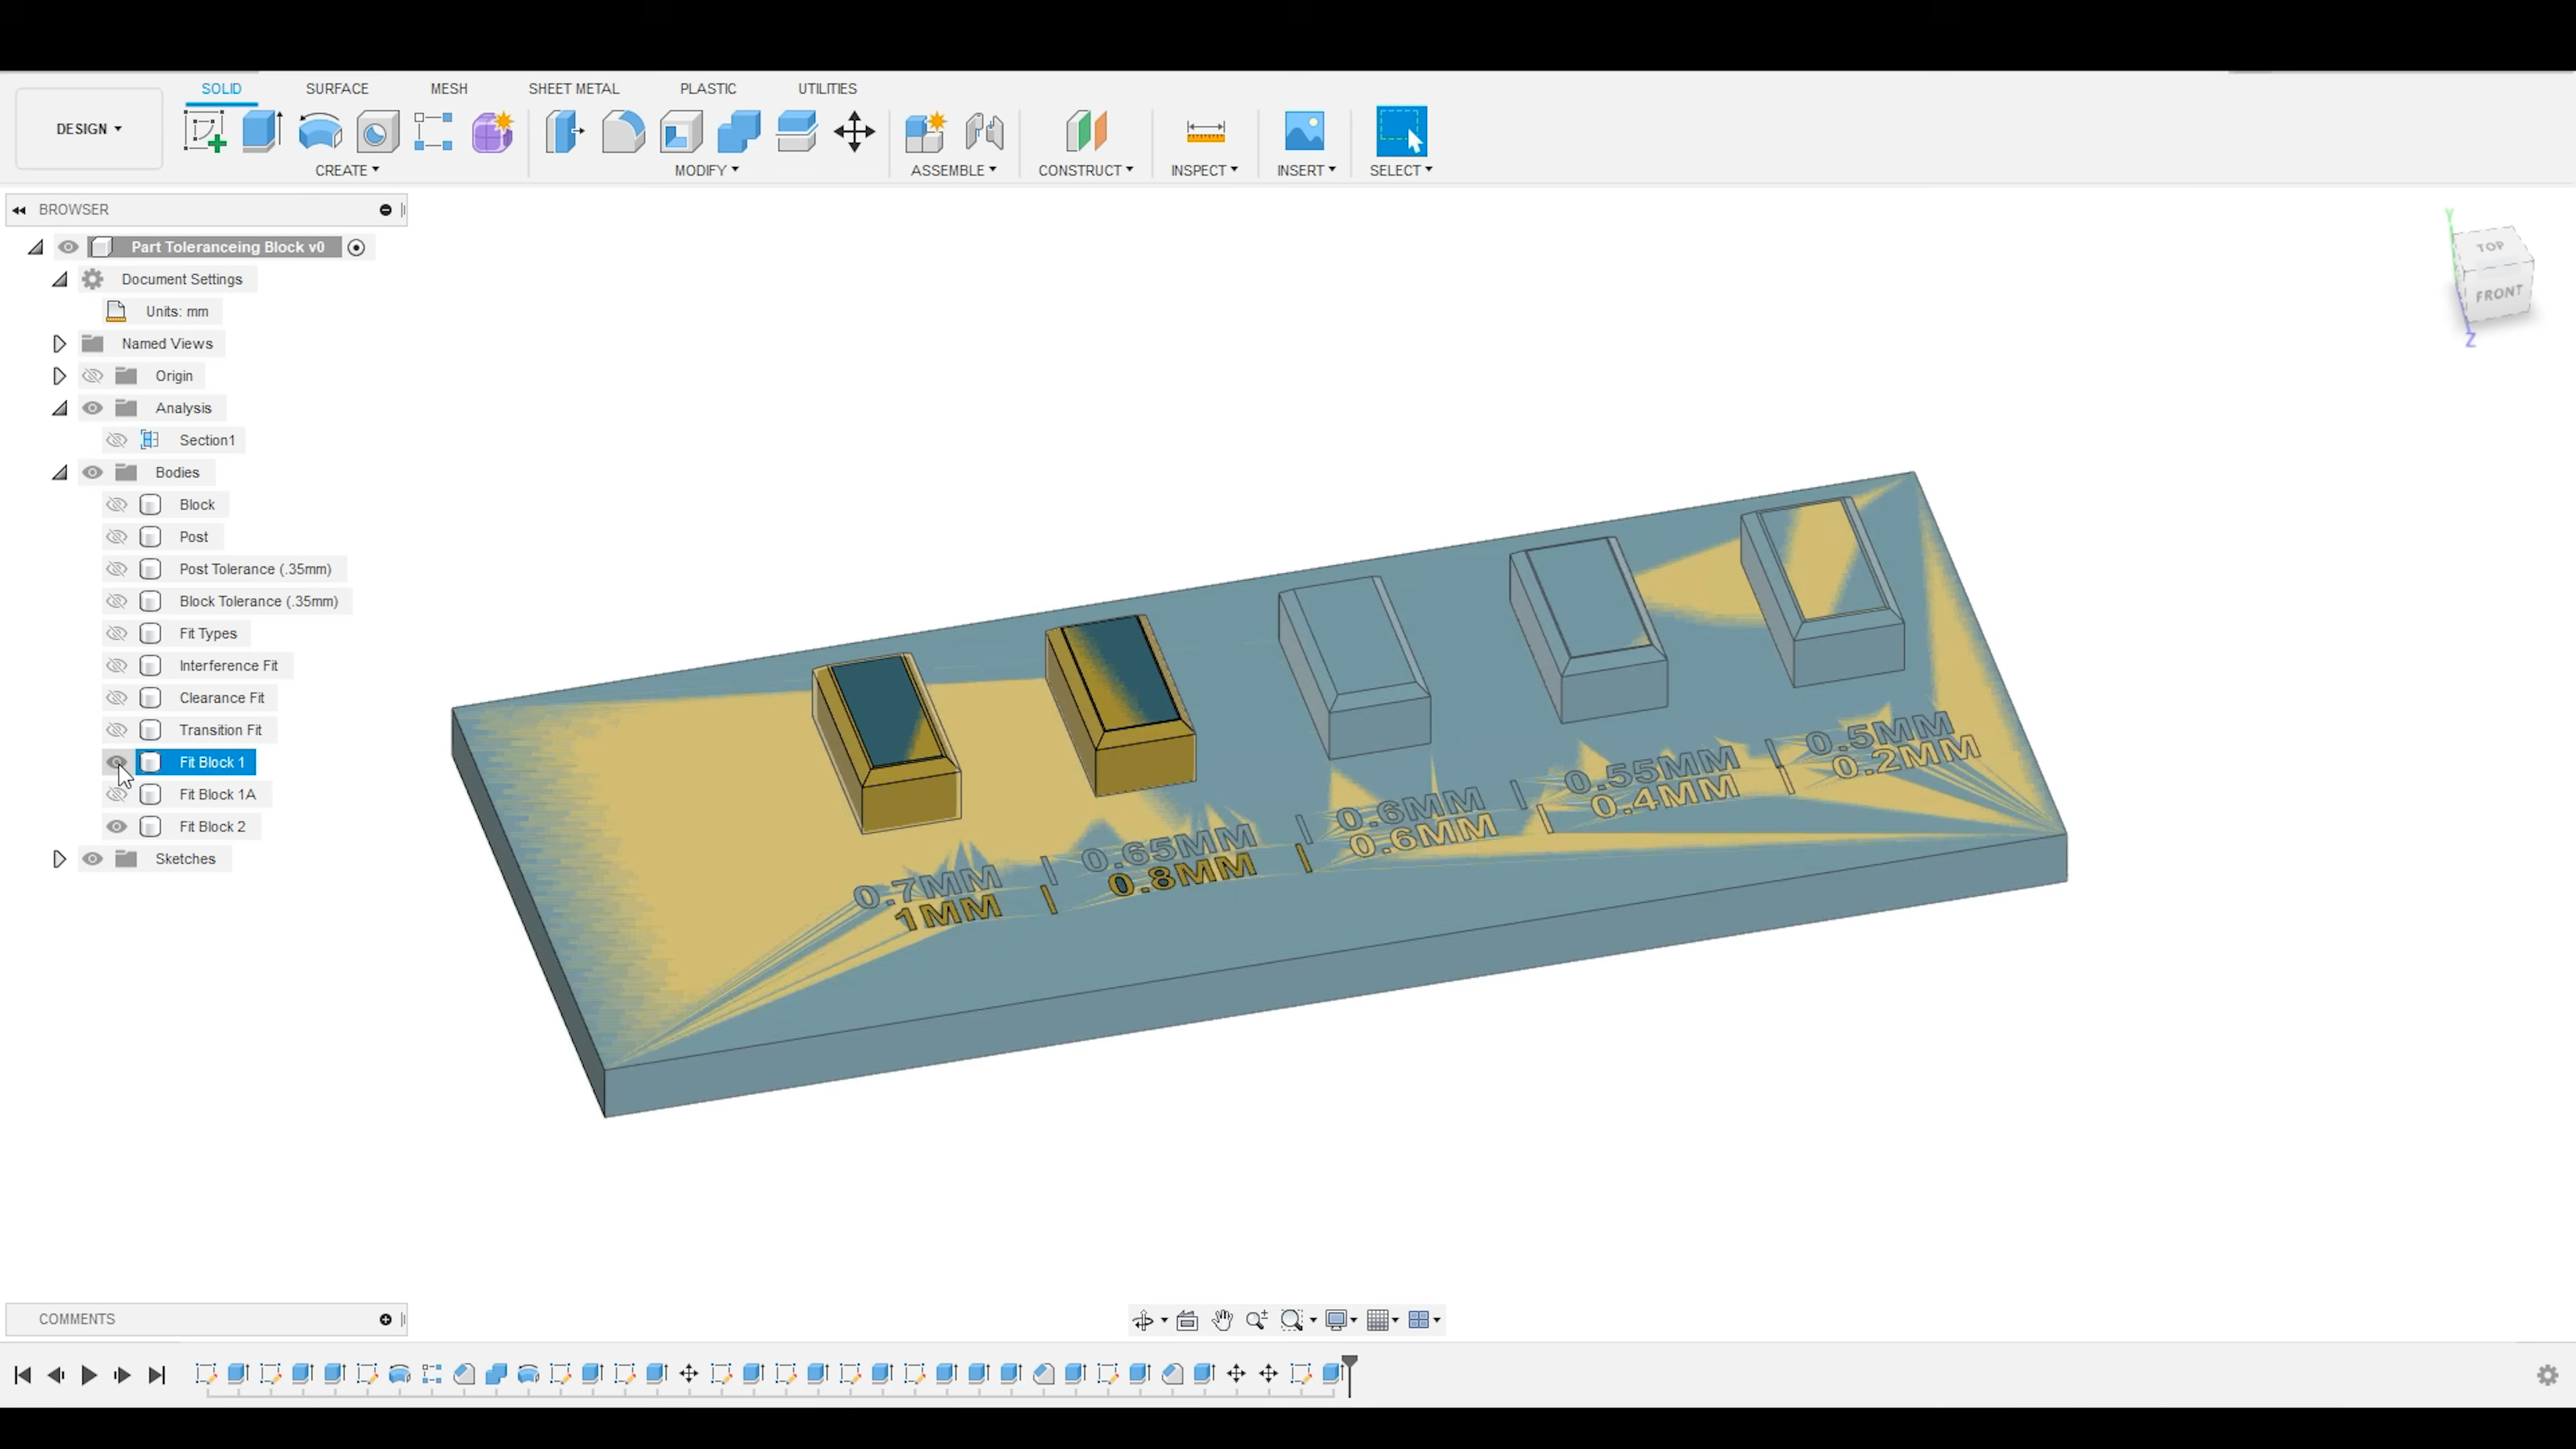 SOLID SURFACE MESH SHEET METAL PLASTIC UTILITIES
DESIGN
CREATE MODIFY ASSEMBLE CONSTRUCT INSPECT INSERT SELECT
BROWSER
Part Toleranceing Block v0
Document Settings
Units: mm
Named Views
Origin
Analysis
Section1
Bodies
Block
Post
Post Tolerance (.35mm)
Block Tolerance (.35mm)
Fit Types
Interference Fit
Clearance Fit
Transition Fit
Fit Block 1
Fit Block 1A
Fit Block 2
Sketches
Y
TOP
FRONT
Z
0.7MM | 0.65MM | 0.6MM | 0.55MM | 0.5MM
1MM | 0.8MM | 0.6MM | 0.4MM | 0.2MM
COMMENTS